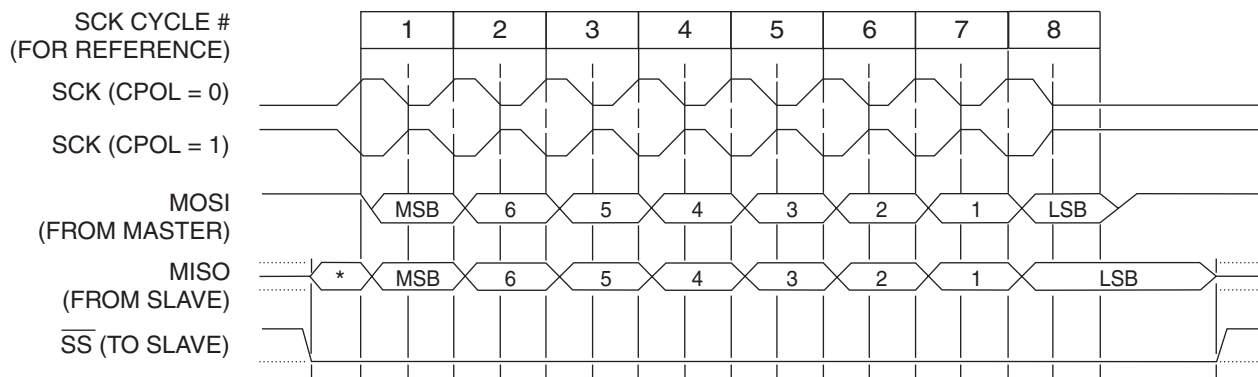 SCK CYCLE #
(FOR REFERENCE)
1 2 3 4 5 6 7 8
SCK (CPOL = 0)
SCK (CPOL = 1)
MOSI
(FROM MASTER)
MSB 6 5 4 3 2 1 LSB
MISO
(FROM SLAVE)
* MSB 6 5 4 3 2 1 LSB
SS (TO SLAVE)